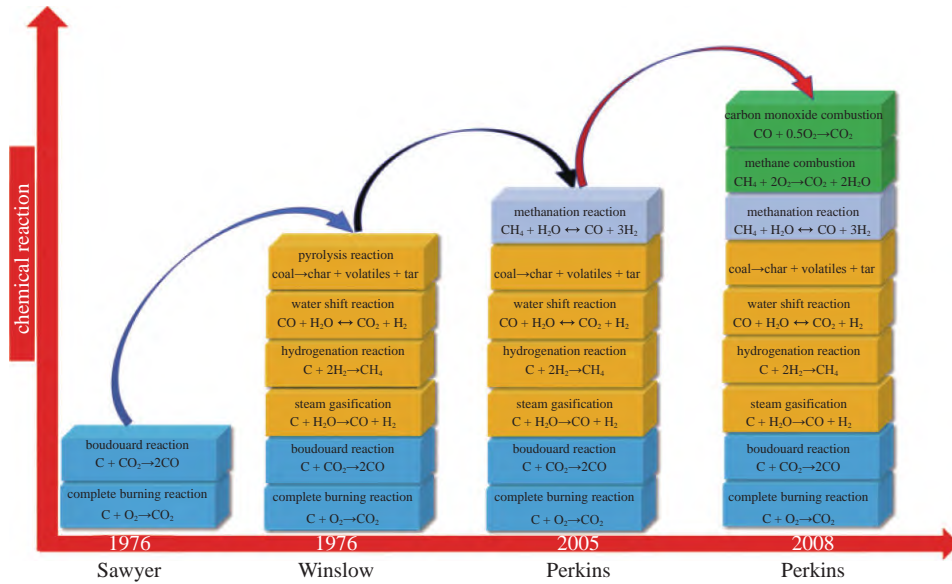 chemical reaction
boudouard reaction
C + CO₂→2CO
complete burning reaction
C + O₂→CO₂
1976
Sawyer
pyrolysis reaction
coal→char + volatiles + tar
water shift reaction
CO + H₂O ↔ CO₂ + H₂
hydrogenation reaction
C + 2H₂→CH₄
steam gasification
C + H₂O→CO + H₂
boudouard reaction
C + CO₂→2CO
complete burning reaction
C + O₂→CO₂
1976
Winslow
methanation reaction
CH₄ + H₂O ↔ CO + 3H₂
coal→char + volatiles + tar
water shift reaction
CO + H₂O ↔ CO₂ + H₂
hydrogenation reaction
C + 2H₂→CH₄
steam gasification
C + H₂O→CO + H₂
boudouard reaction
C + CO₂→2CO
complete burning reaction
C + O₂→CO₂
2005
Perkins
carbon monoxide combustion
CO + 0.5O₂→CO₂
methane combustion
CH₄ + 2O₂→CO₂ + 2H₂O
methanation reaction
CH₄ + H₂O ↔ CO + 3H₂
coal→char + volatiles + tar
water shift reaction
CO + H₂O ↔ CO₂ + H₂
hydrogenation reaction
C + 2H₂→CH₄
steam gasification
C + H₂O→CO + H₂
boudouard reaction
C + CO₂→2CO
complete burning reaction
C + O₂→CO₂
2008
Perkins